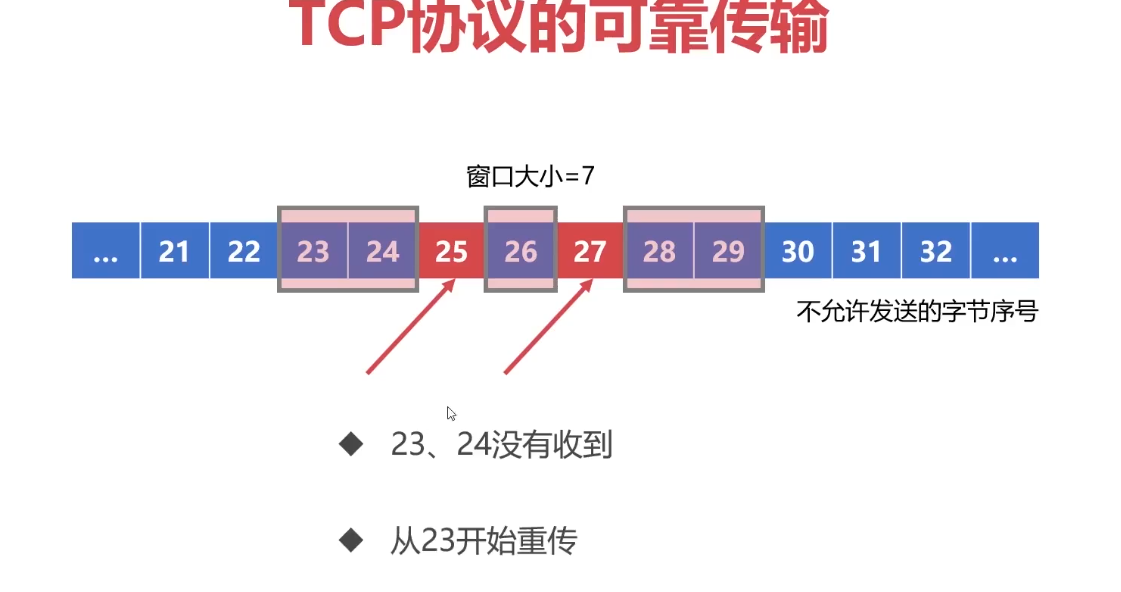 TCP协议的可靠传输
窗口大小=7
... 21 22 23 24 25 26 27 28 29 30 31 32 ...
不允许发送的字节序号
◆ 23、24没有收到
◆ 从23开始重传